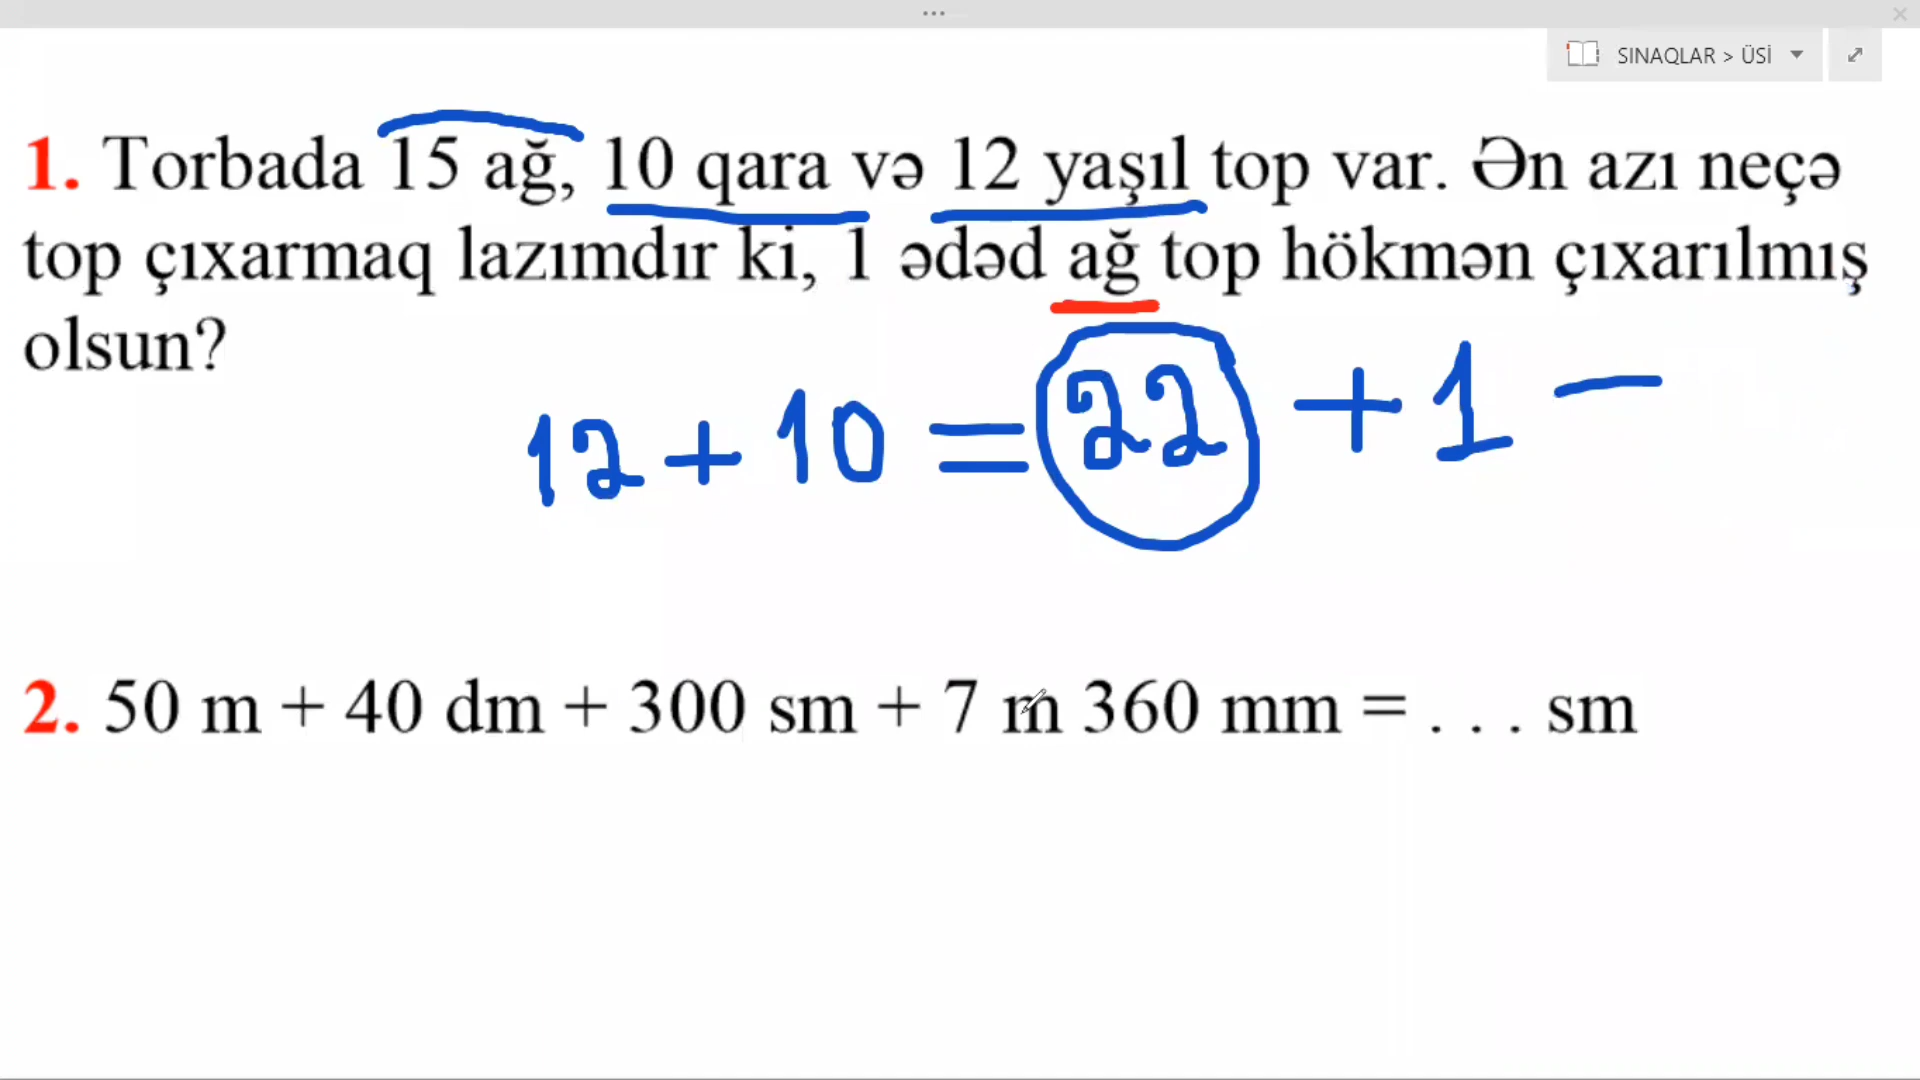 SINAQLAR > ÜSİ
1. Torbada 15 ağ, 10 qara və 12 yaşıl top var. Ən azı neçə
top çıxarmaq lazımdır ki, 1 ədəd ağ top hökmən çıxarılmış
olsun?
12 + 10 = 22 + 1 −
2. 50 m + 40 dm + 300 sm + 7 m 360 mm = . . . sm